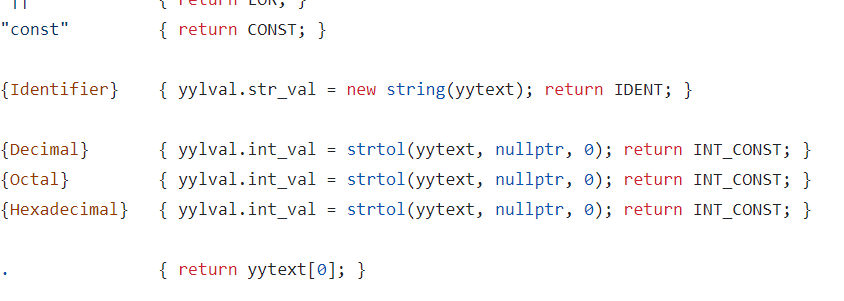 "||" { return LOR; }
"const" { return CONST; }
{Identifier} { yylval.str_val = new string(yytext); return IDENT; }
{Decimal} { yylval.int_val = strtol(yytext, nullptr, 0); return INT_CONST; }
{Octal} { yylval.int_val = strtol(yytext, nullptr, 0); return INT_CONST; }
{Hexadecimal} { yylval.int_val = strtol(yytext, nullptr, 0); return INT_CONST; }
. { return yytext[0]; }